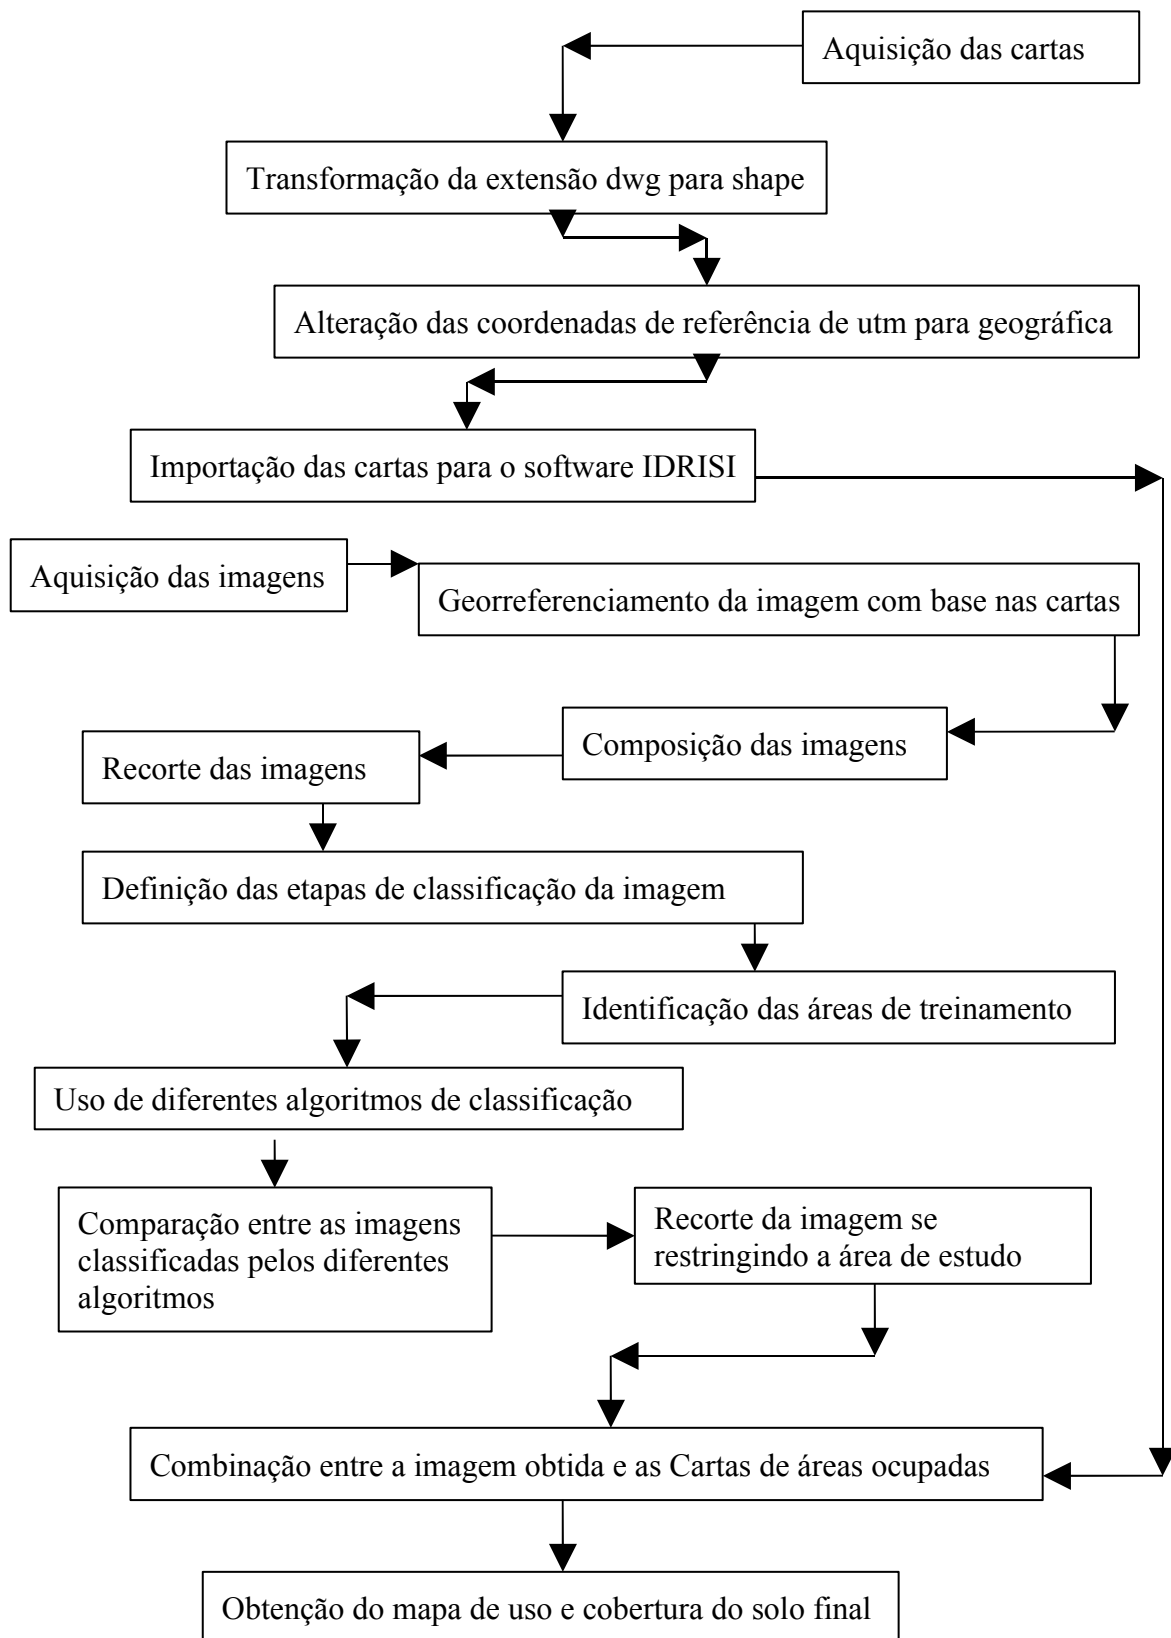 Aquisição das cartas
Transformação da extensão dwg para shape
Alteração das coordenadas de referência de utm para geográfica
Importação das cartas para o software IDRISI
Aquisição das imagens
Georreferenciamento da imagem com base nas cartas
Composição das imagens
Recorte das imagens
Definição das etapas de classificação da imagem
Identificação das áreas de treinamento
Uso de diferentes algoritmos de classificação
Comparação entre as imagens
classificadas pelos diferentes
algoritmos
Recorte da imagem se
restringindo a área de estudo
Combinação entre a imagem obtida e as Cartas de áreas ocupadas
Obtenção do mapa de uso e cobertura do solo final